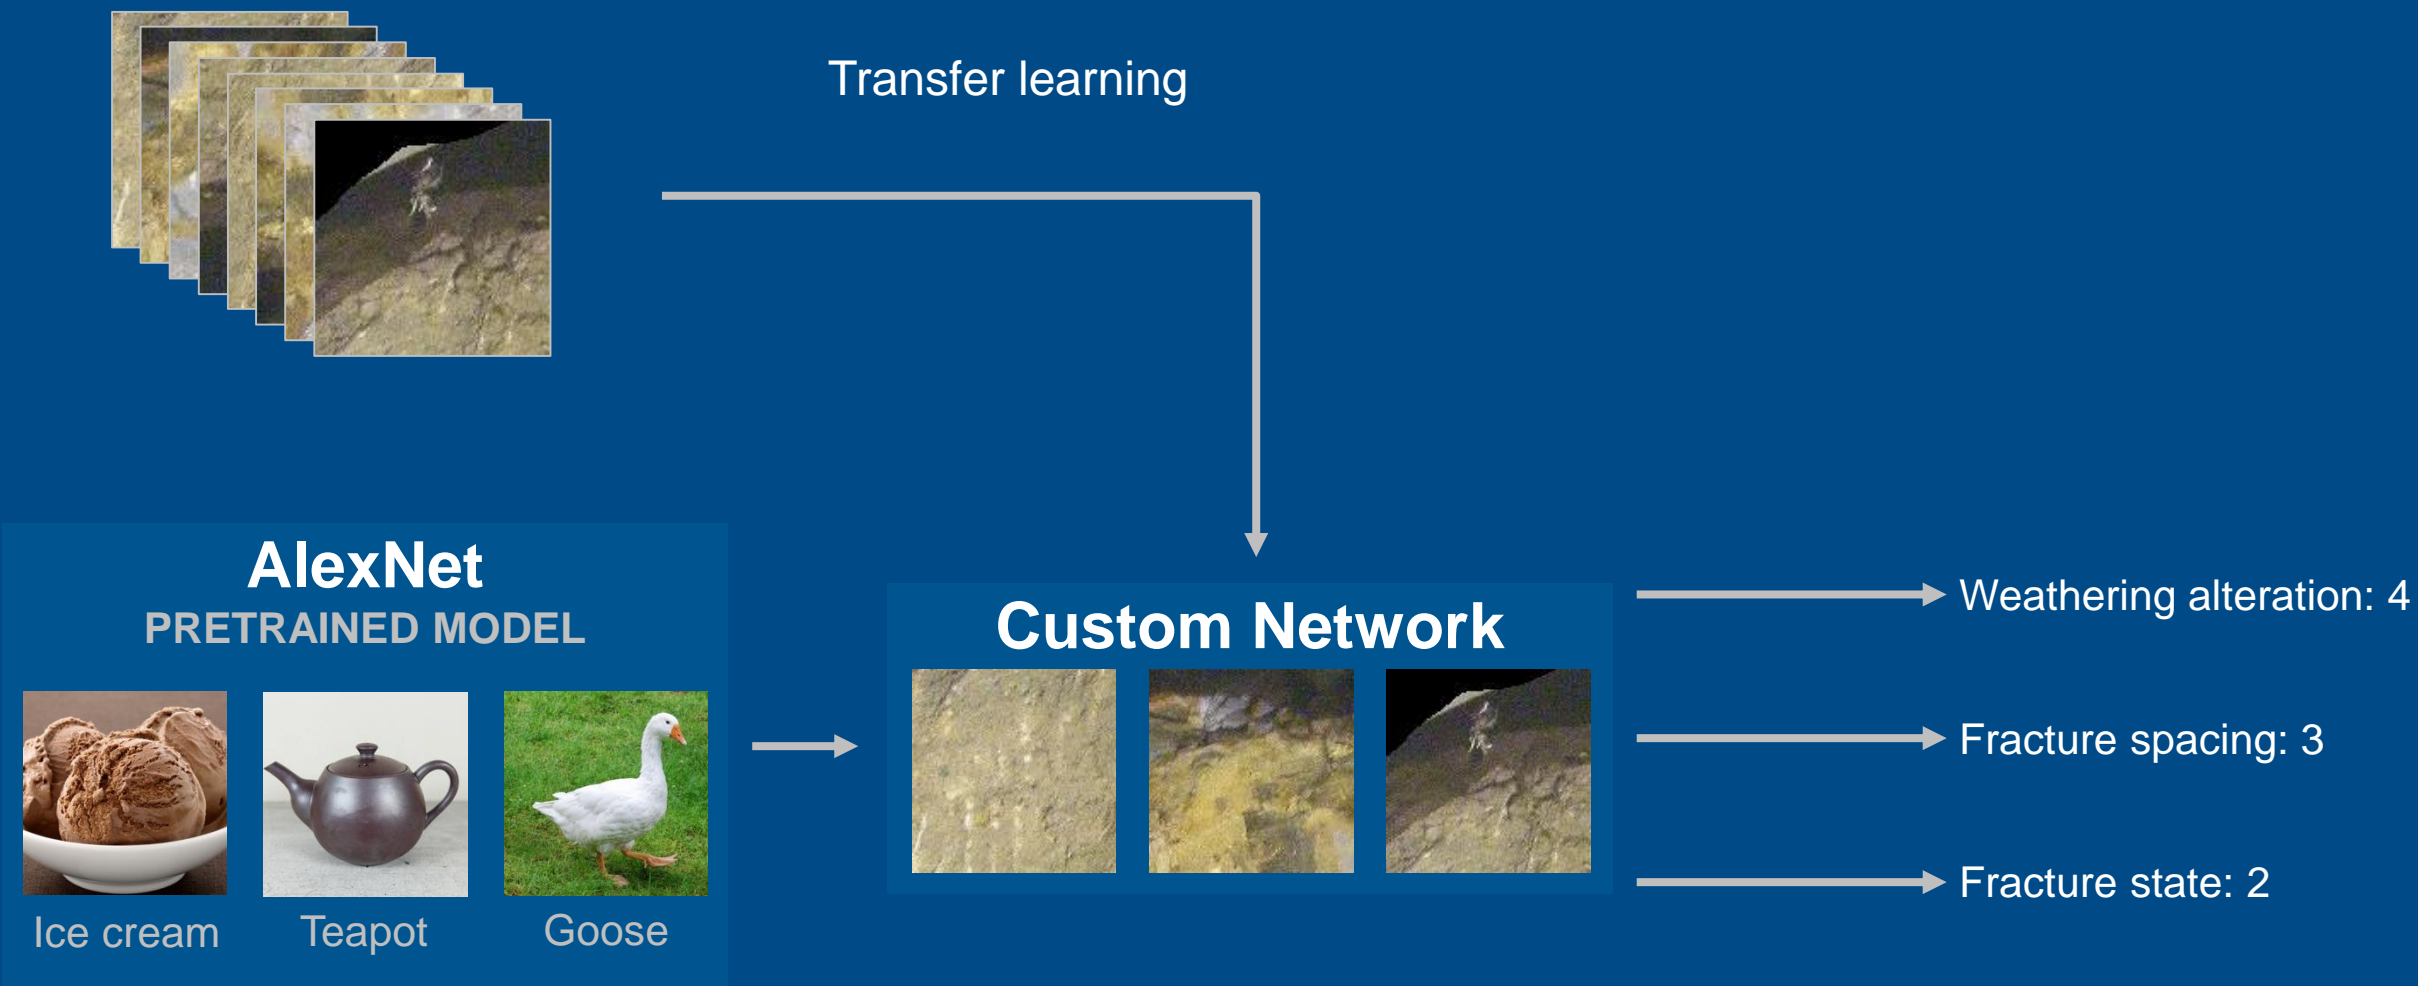 Transfer learning
AlexNet
PRETRAINED MODEL
Ice cream
Teapot
Goose
Custom Network
Weathering alteration: 4
Fracture spacing: 3
Fracture state: 2